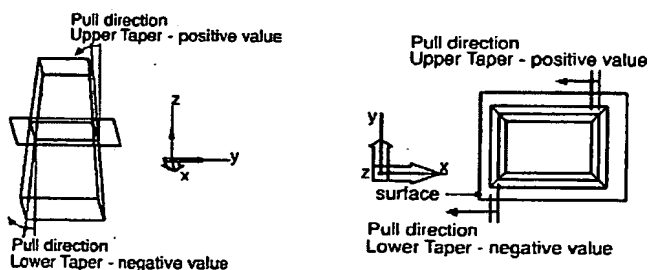 Pull direction
Upper Taper - positive value
z
y
x
Pull direction
Lower Taper - negative value
Pull direction
Upper Taper - positive value
y
z
x
surface
Pull direction
Lower Taper - negative value